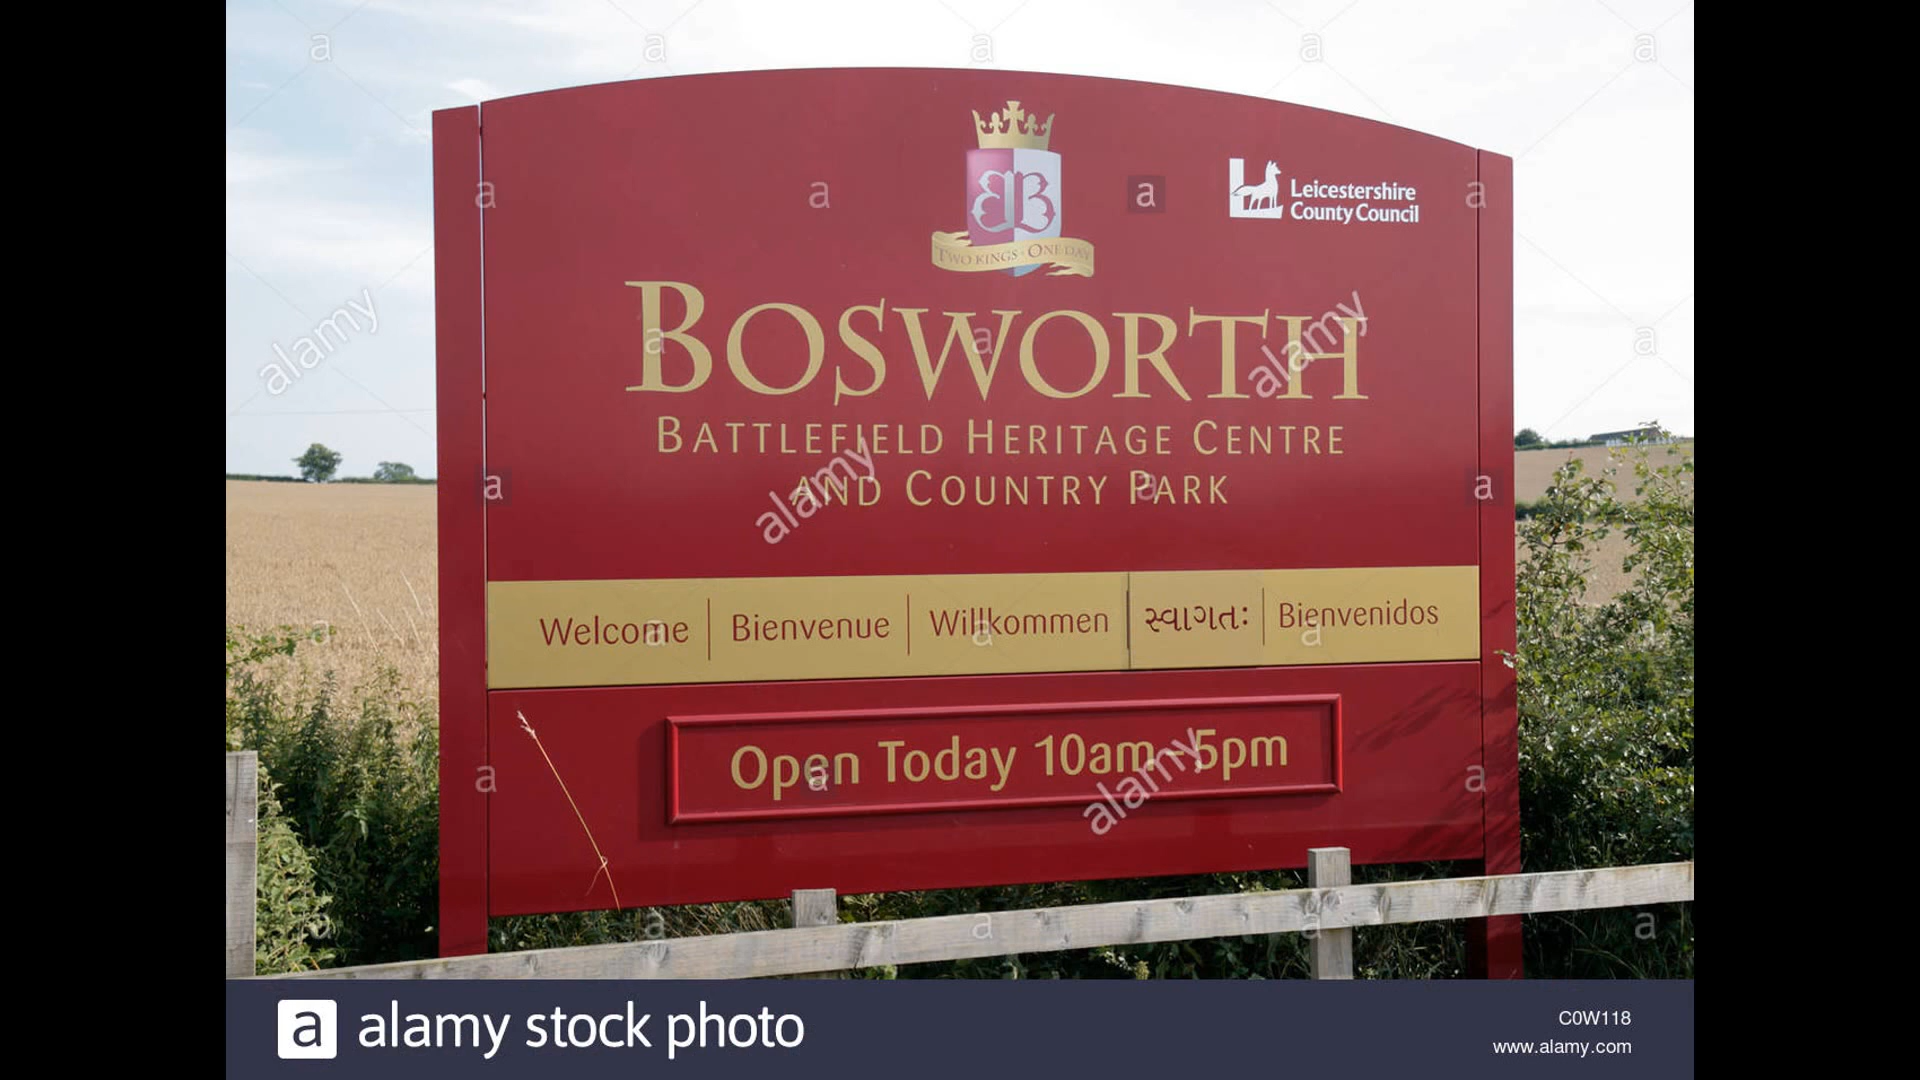 TWO KINGS · ONE DAY
Leicestershire
County Council
BOSWORTH
BATTLEFIELD HERITAGE CENTRE
AND COUNTRY PARK
Welcome | Bienvenue | Willkommen | સ્વાગતઃ | Bienvenidos
Open Today 10am - 5pm
a alamy stock photo
C0W118
www.alamy.com